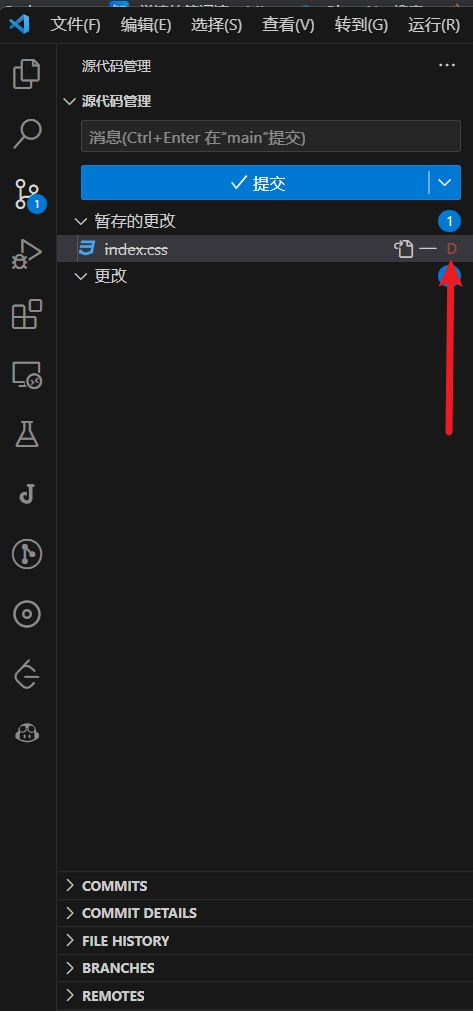 文件(F) 编辑(E) 选择(S) 查看(V) 转到(G) 运行(R)
源代码管理 ···
源代码管理
消息(Ctrl+Enter 在"main"提交)
提交
1
暂存的更改 1
index.css D
更改
COMMITS
COMMIT DETAILS
FILE HISTORY
BRANCHES
REMOTES